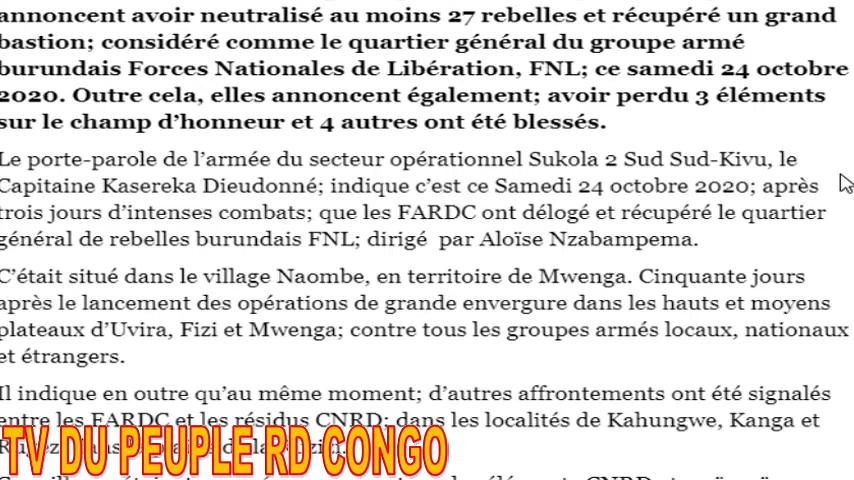 annoncent avoir neutralisé au moins 27 rebelles et récupéré un grand
bastion; considéré comme le quartier général du groupe armé
burundais Forces Nationales de Libération, FNL; ce samedi 24 octobre
2020. Outre cela, elles annoncent également; avoir perdu 3 éléments
sur le champ d’honneur et 4 autres ont été blessés.
Le porte-parole de l’armée du secteur opérationnel Sukola 2 Sud Sud-Kivu, le
Capitaine Kasereka Dieudonné; indique c’est ce Samedi 24 octobre 2020; après
trois jours d’intenses combats; que les FARDC ont délogé et récupéré le quartier
général de rebelles burundais FNL; dirigé par Aloïse Nzabampema.
C’était situé dans le village Naombe, en territoire de Mwenga. Cinquante jours
après le lancement des opérations de grande envergure dans les hauts et moyens
plateaux d’Uvira, Fizi et Mwenga; contre tous les groupes armés locaux, nationaux
et étrangers.
Il indique en outre qu’au même moment; d’autres affrontements ont été signalés
entre les FARDC et les résidus CNRD; dans les localités de Kahungwe, Kanga et
TV DU PEUPLE RD CONGO